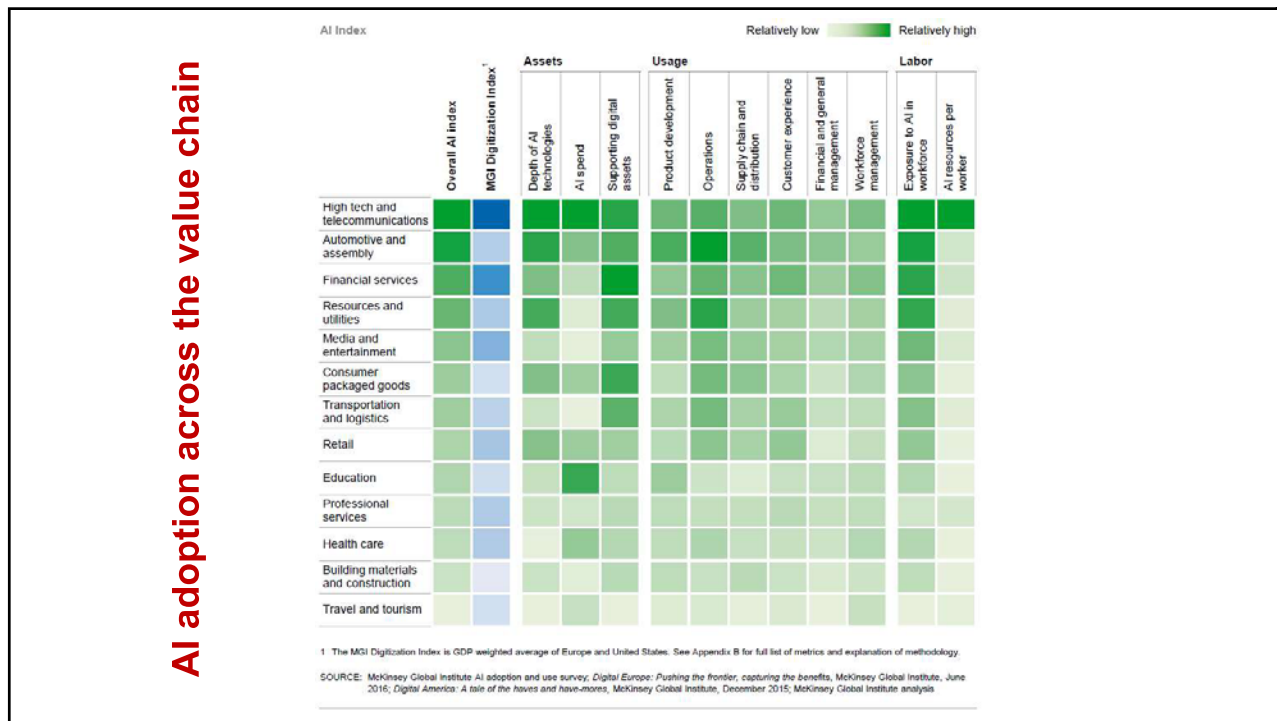 AI adoption across the value chain
AI Index
Relatively low
Relatively high
Assets
Usage
Labor
Overall AI index
MGI Digitization Index1
Depth of AI
technologies
AI spend
Supporting digital
assets
Product development
Operations
Supply chain and
distribution
Customer experience
Financial and general
management
Workforce
management
Exposure to AI in
workforce
AI resources per
worker
High tech and
telecommunications
Automotive and
assembly
Financial services
Resources and
utilities
Media and
entertainment
Consumer
packaged goods
Transportation
and logistics
Retail
Education
Professional
services
Health care
Building materials
and construction
Travel and tourism
1 The MGI Digitization Index is GDP weighted average of Europe and United States. See Appendix B for full list of metrics and explanation of methodology.
SOURCE: McKinsey Global Institute AI adoption and use survey; Digital Europe: Pushing the frontier, capturing the benefits, McKinsey Global Institute, June
2016; Digital America: A tale of the haves and have-mores, McKinsey Global Institute, December 2015; McKinsey Global Institute analysis